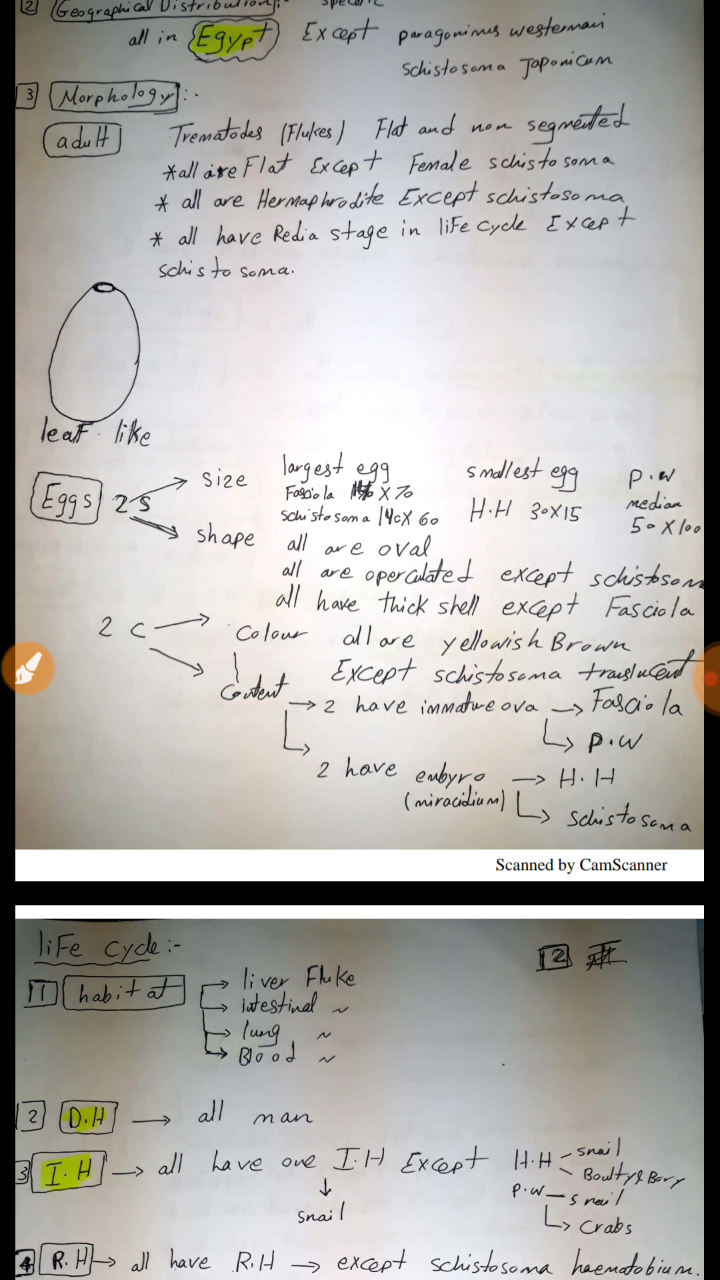 2 Geographical Distribution :-
all in Egypt Except paragonimus westermani
schistosoma Japonicum
3 Morphology :-
adult Trematodes (Flukes) Flat and non segmented
* all are Flat Except Female schistosoma
* all are Hermaphrodite Except schistosoma
* all have Redia stage in life cycle Except
schistosoma.
leaf like
Eggs 2s size largest egg smallest egg P.W
Fasciola X 70 H.H 30X15 median
schistosoma 140X 60 50 X 100
shape all are oval
all are operculated except schistosom
all have thick shell except Fasciola
2 C Colour all are yellowish Brown
Except schistosoma translucent
Content 2 have immature ova Fasciola
P.W
2 have embyro H.H
(miracidium) schistosoma
Scanned by CamScanner
life cycle :-
12
1 habitat liver Fluke
intestinal ~
lung ~
Blood ~
2 D.H all man
3 I.H all have one I.H Except H.H snail
Boulty & Bory
snail P.W snail
Crabs
4 R.H all have R.H except schistosoma haematobium.